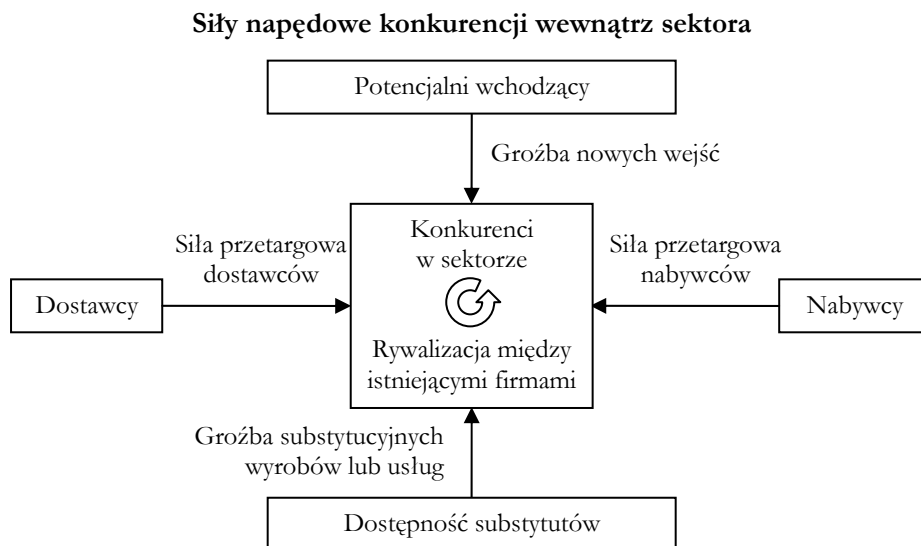 Siły napędowe konkurencji wewnątrz sektora
Potencjalni wchodzący
Groźba nowych wejść
Siła przetargowa
dostawców
Konkurenci
w sektorze
Siła przetargowa
nabywców
Dostawcy
Nabywcy
Rywalizacja między
istniejącymi firmami
Groźba substytucyjnych
wyrobów lub usług
Dostępność substytutów